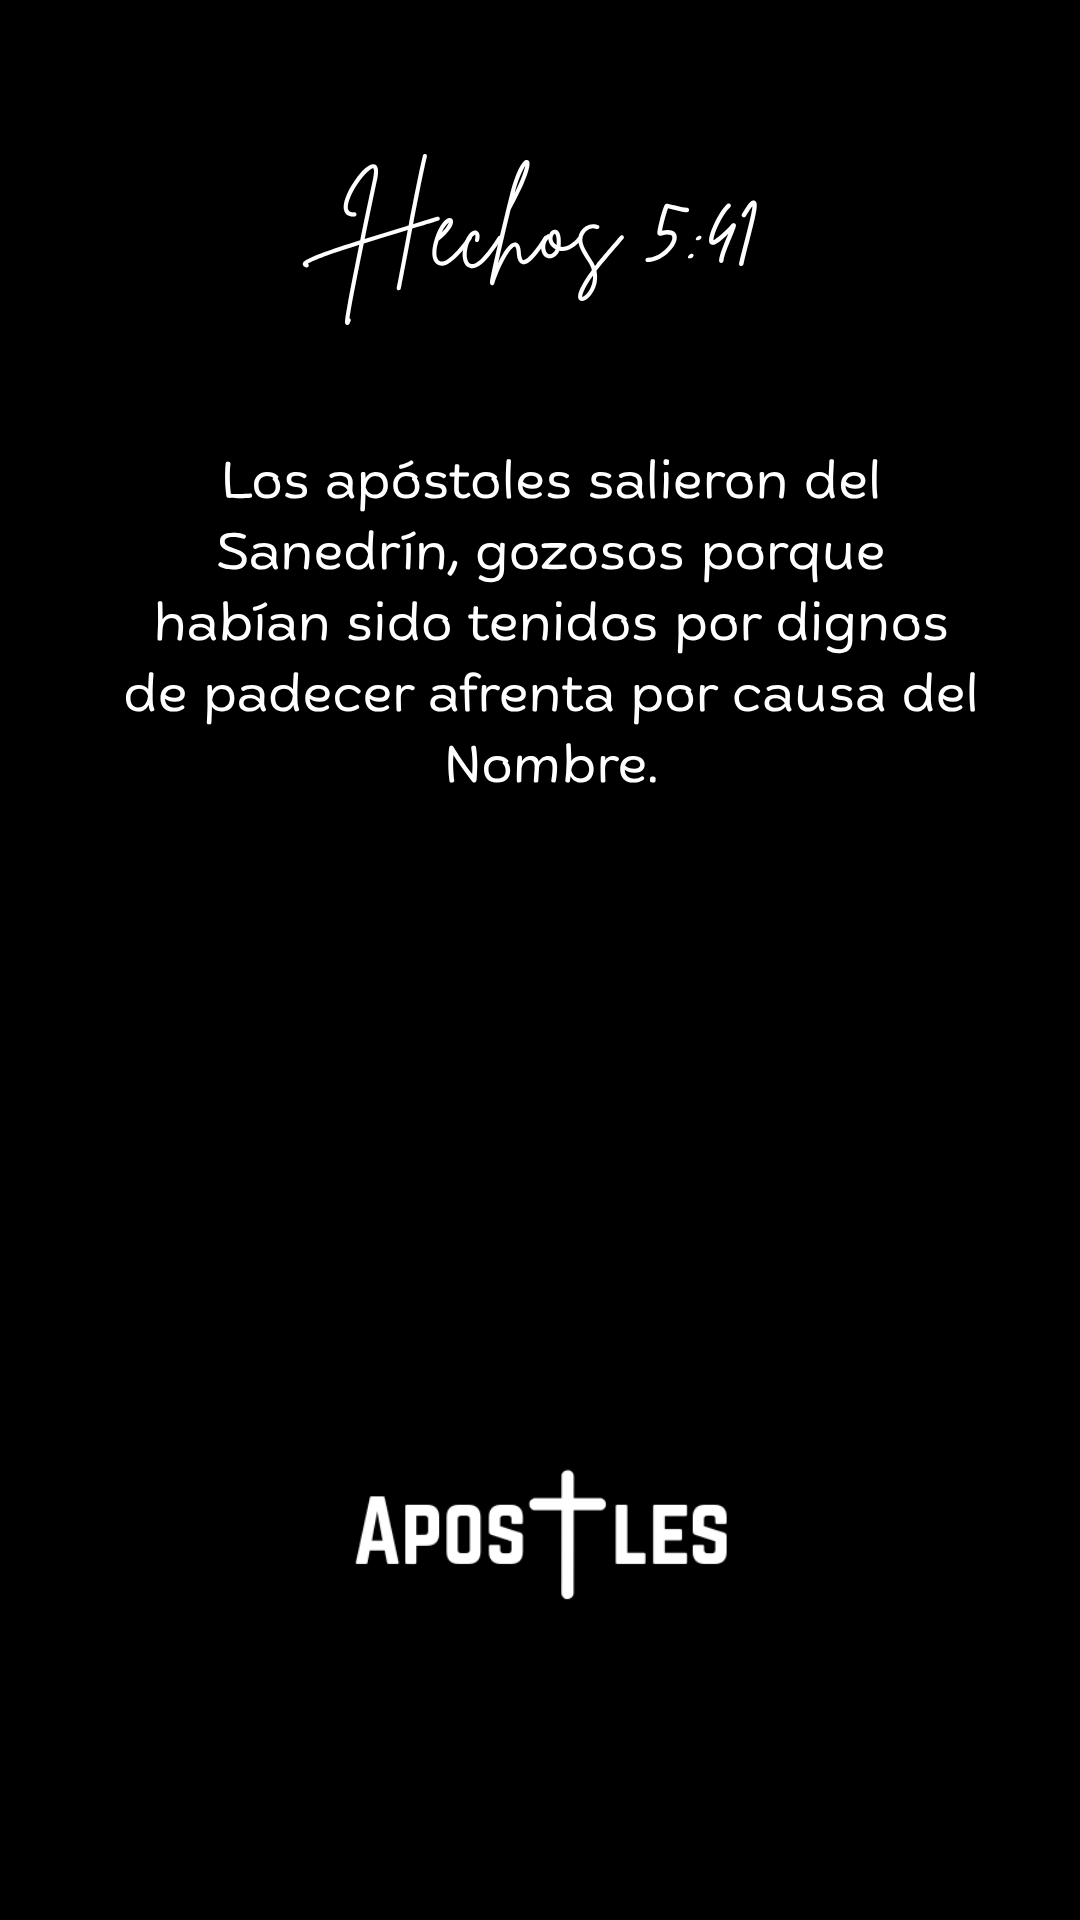 Hechos 5:41
Los apóstoles salieron del
Sanedrín, gozosos porque
habían sido tenidos por dignos
de padecer afrenta por causa del
Nombre.
APOSTLES